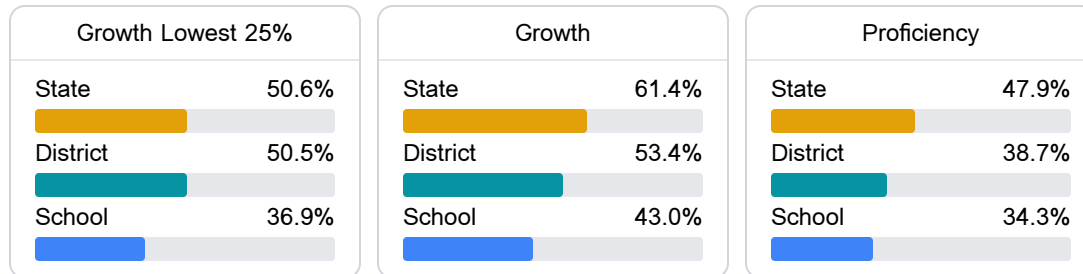 Growth Lowest 25%
State 50.6%
District 50.5%
School 36.9%
Growth
State 61.4%
District 53.4%
School 43.0%
Proficiency
State 47.9%
District 38.7%
School 34.3%